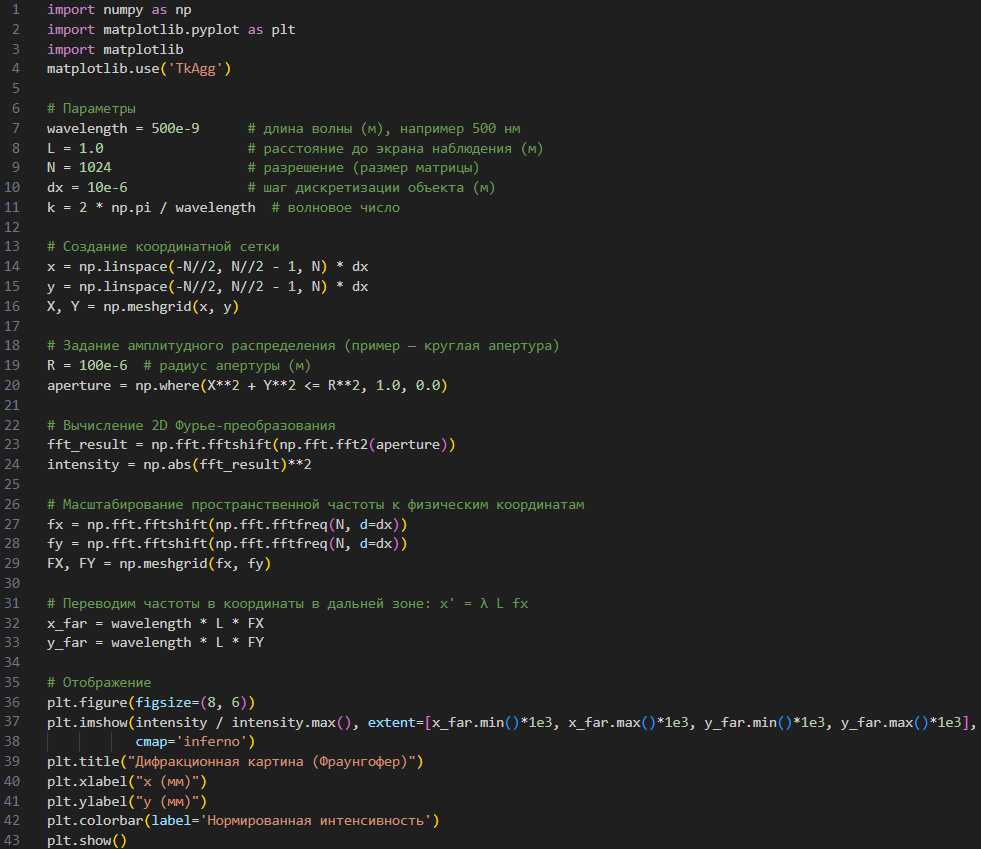 1 import numpy as np
2 import matplotlib.pyplot as plt
3 import matplotlib
4 matplotlib.use('TkAgg')
5
6 # Параметры
7 wavelength = 500e-9      # длина волны (м), например 500 нм
8 L = 1.0                  # расстояние до экрана наблюдения (м)
9 N = 1024                 # разрешение (размер матрицы)
10 dx = 10e-6               # шаг дискретизации объекта (м)
11 k = 2 * np.pi / wavelength  # волновое число
12
13 # Создание координатной сетки
14 x = np.linspace(-N//2, N//2 - 1, N) * dx
15 y = np.linspace(-N//2, N//2 - 1, N) * dx
16 X, Y = np.meshgrid(x, y)
17
18 # Задание амплитудного распределения (пример — круглая апертура)
19 R = 100e-6  # радиус апертуры (м)
20 aperture = np.where(X**2 + Y**2 <= R**2, 1.0, 0.0)
21
22 # Вычисление 2D Фурье-преобразования
23 fft_result = np.fft.fftshift(np.fft.fft2(aperture))
24 intensity = np.abs(fft_result)**2
25
26 # Масштабирование пространственной частоты к физическим координатам
27 fx = np.fft.fftshift(np.fft.fftfreq(N, d=dx))
28 fy = np.fft.fftshift(np.fft.fftfreq(N, d=dx))
29 FX, FY = np.meshgrid(fx, fy)
30
31 # Переводим частоты в координаты в дальней зоне: x' = λ L fx
32 x_far = wavelength * L * FX
33 y_far = wavelength * L * FY
34
35 # Отображение
36 plt.figure(figsize=(8, 6))
37 plt.imshow(intensity / intensity.max(), extent=[x_far.min()*1e3, x_far.max()*1e3, y_far.min()*1e3, y_far.max()*1e3],
38            cmap='inferno')
39 plt.title("Дифракционная картина (Фраунгофер)")
40 plt.xlabel("x (мм)")
41 plt.ylabel("y (мм)")
42 plt.colorbar(label='Нормированная интенсивность')
43 plt.show()